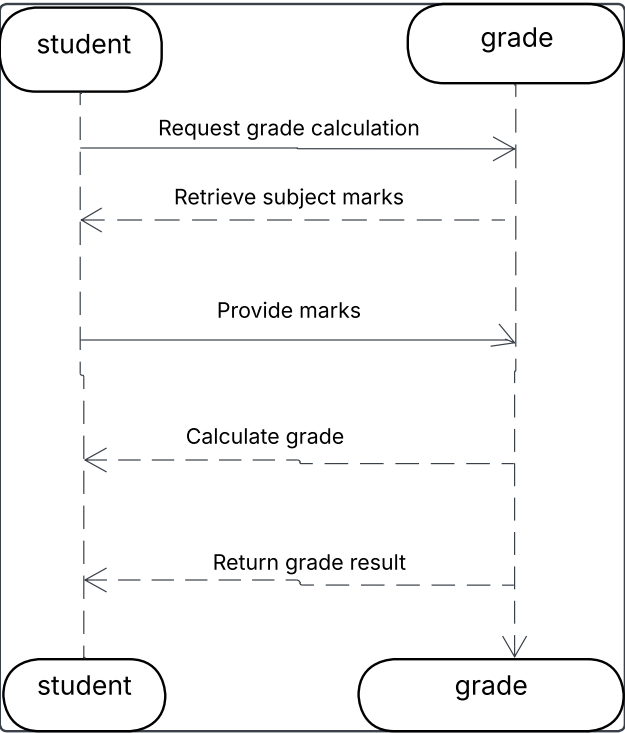 student
grade
Request grade calculation
Retrieve subject marks
Provide marks
Calculate grade
Return grade result
student
grade